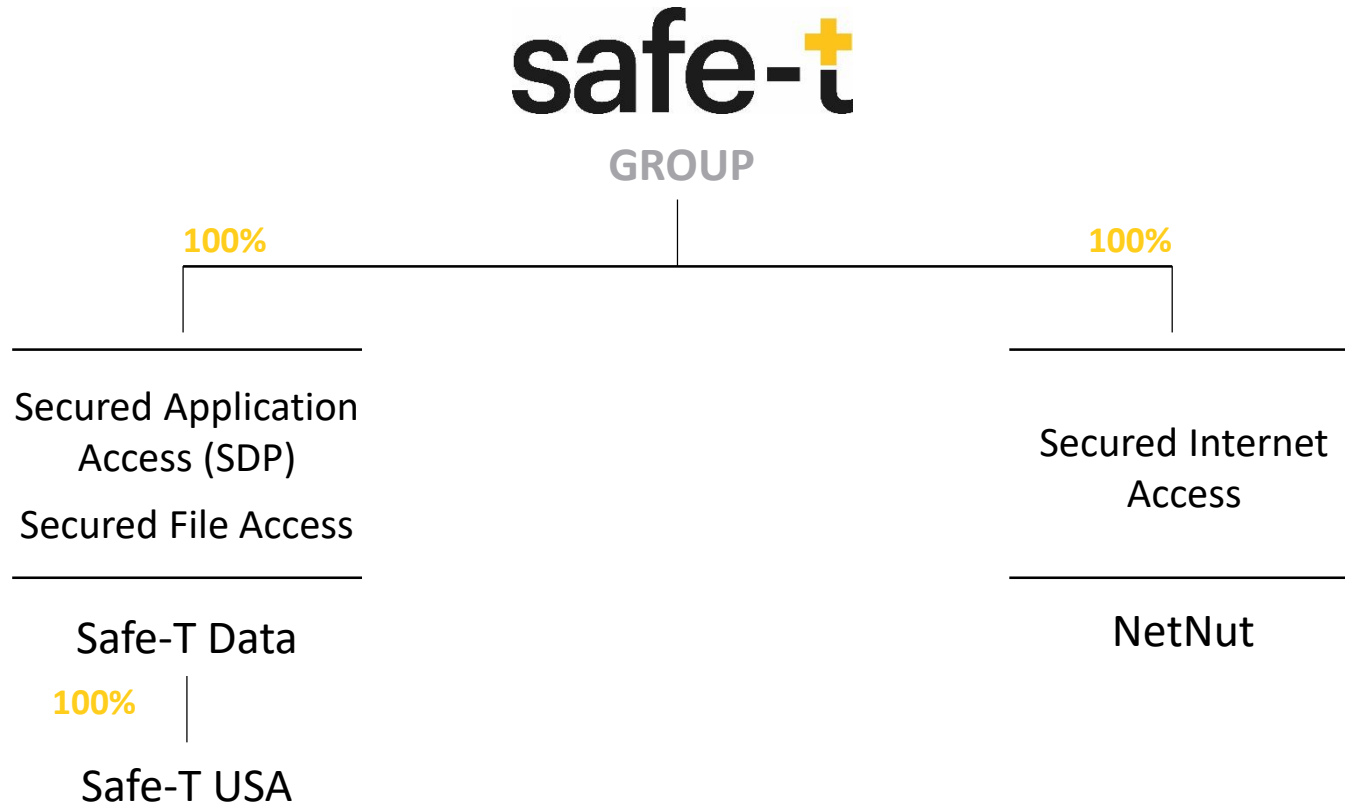 safe-t
GROUP
100%
100%
Secured Application
Access (SDP)
Secured File Access
Safe-T Data
100%
Safe-T USA
Secured Internet
Access
NetNut